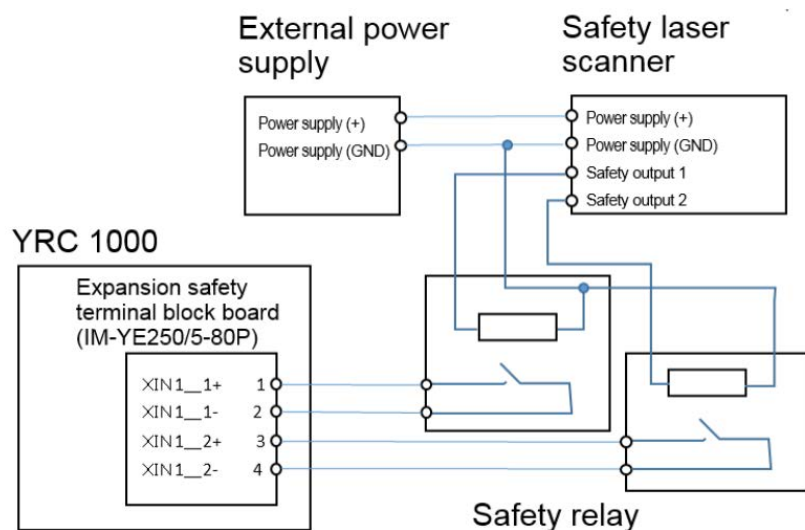 External power
supply
Safety laser
scanner
Power supply (+)
Power supply (GND)
Power supply (+)
Power supply (GND)
Safety output 1
Safety output 2
YRC 1000
Expansion safety
terminal block board
(IM-YE250/5-80P)
XIN1__1+ 1
XIN1__1- 2
XIN1__2+ 3
XIN1__2- 4
Safety relay